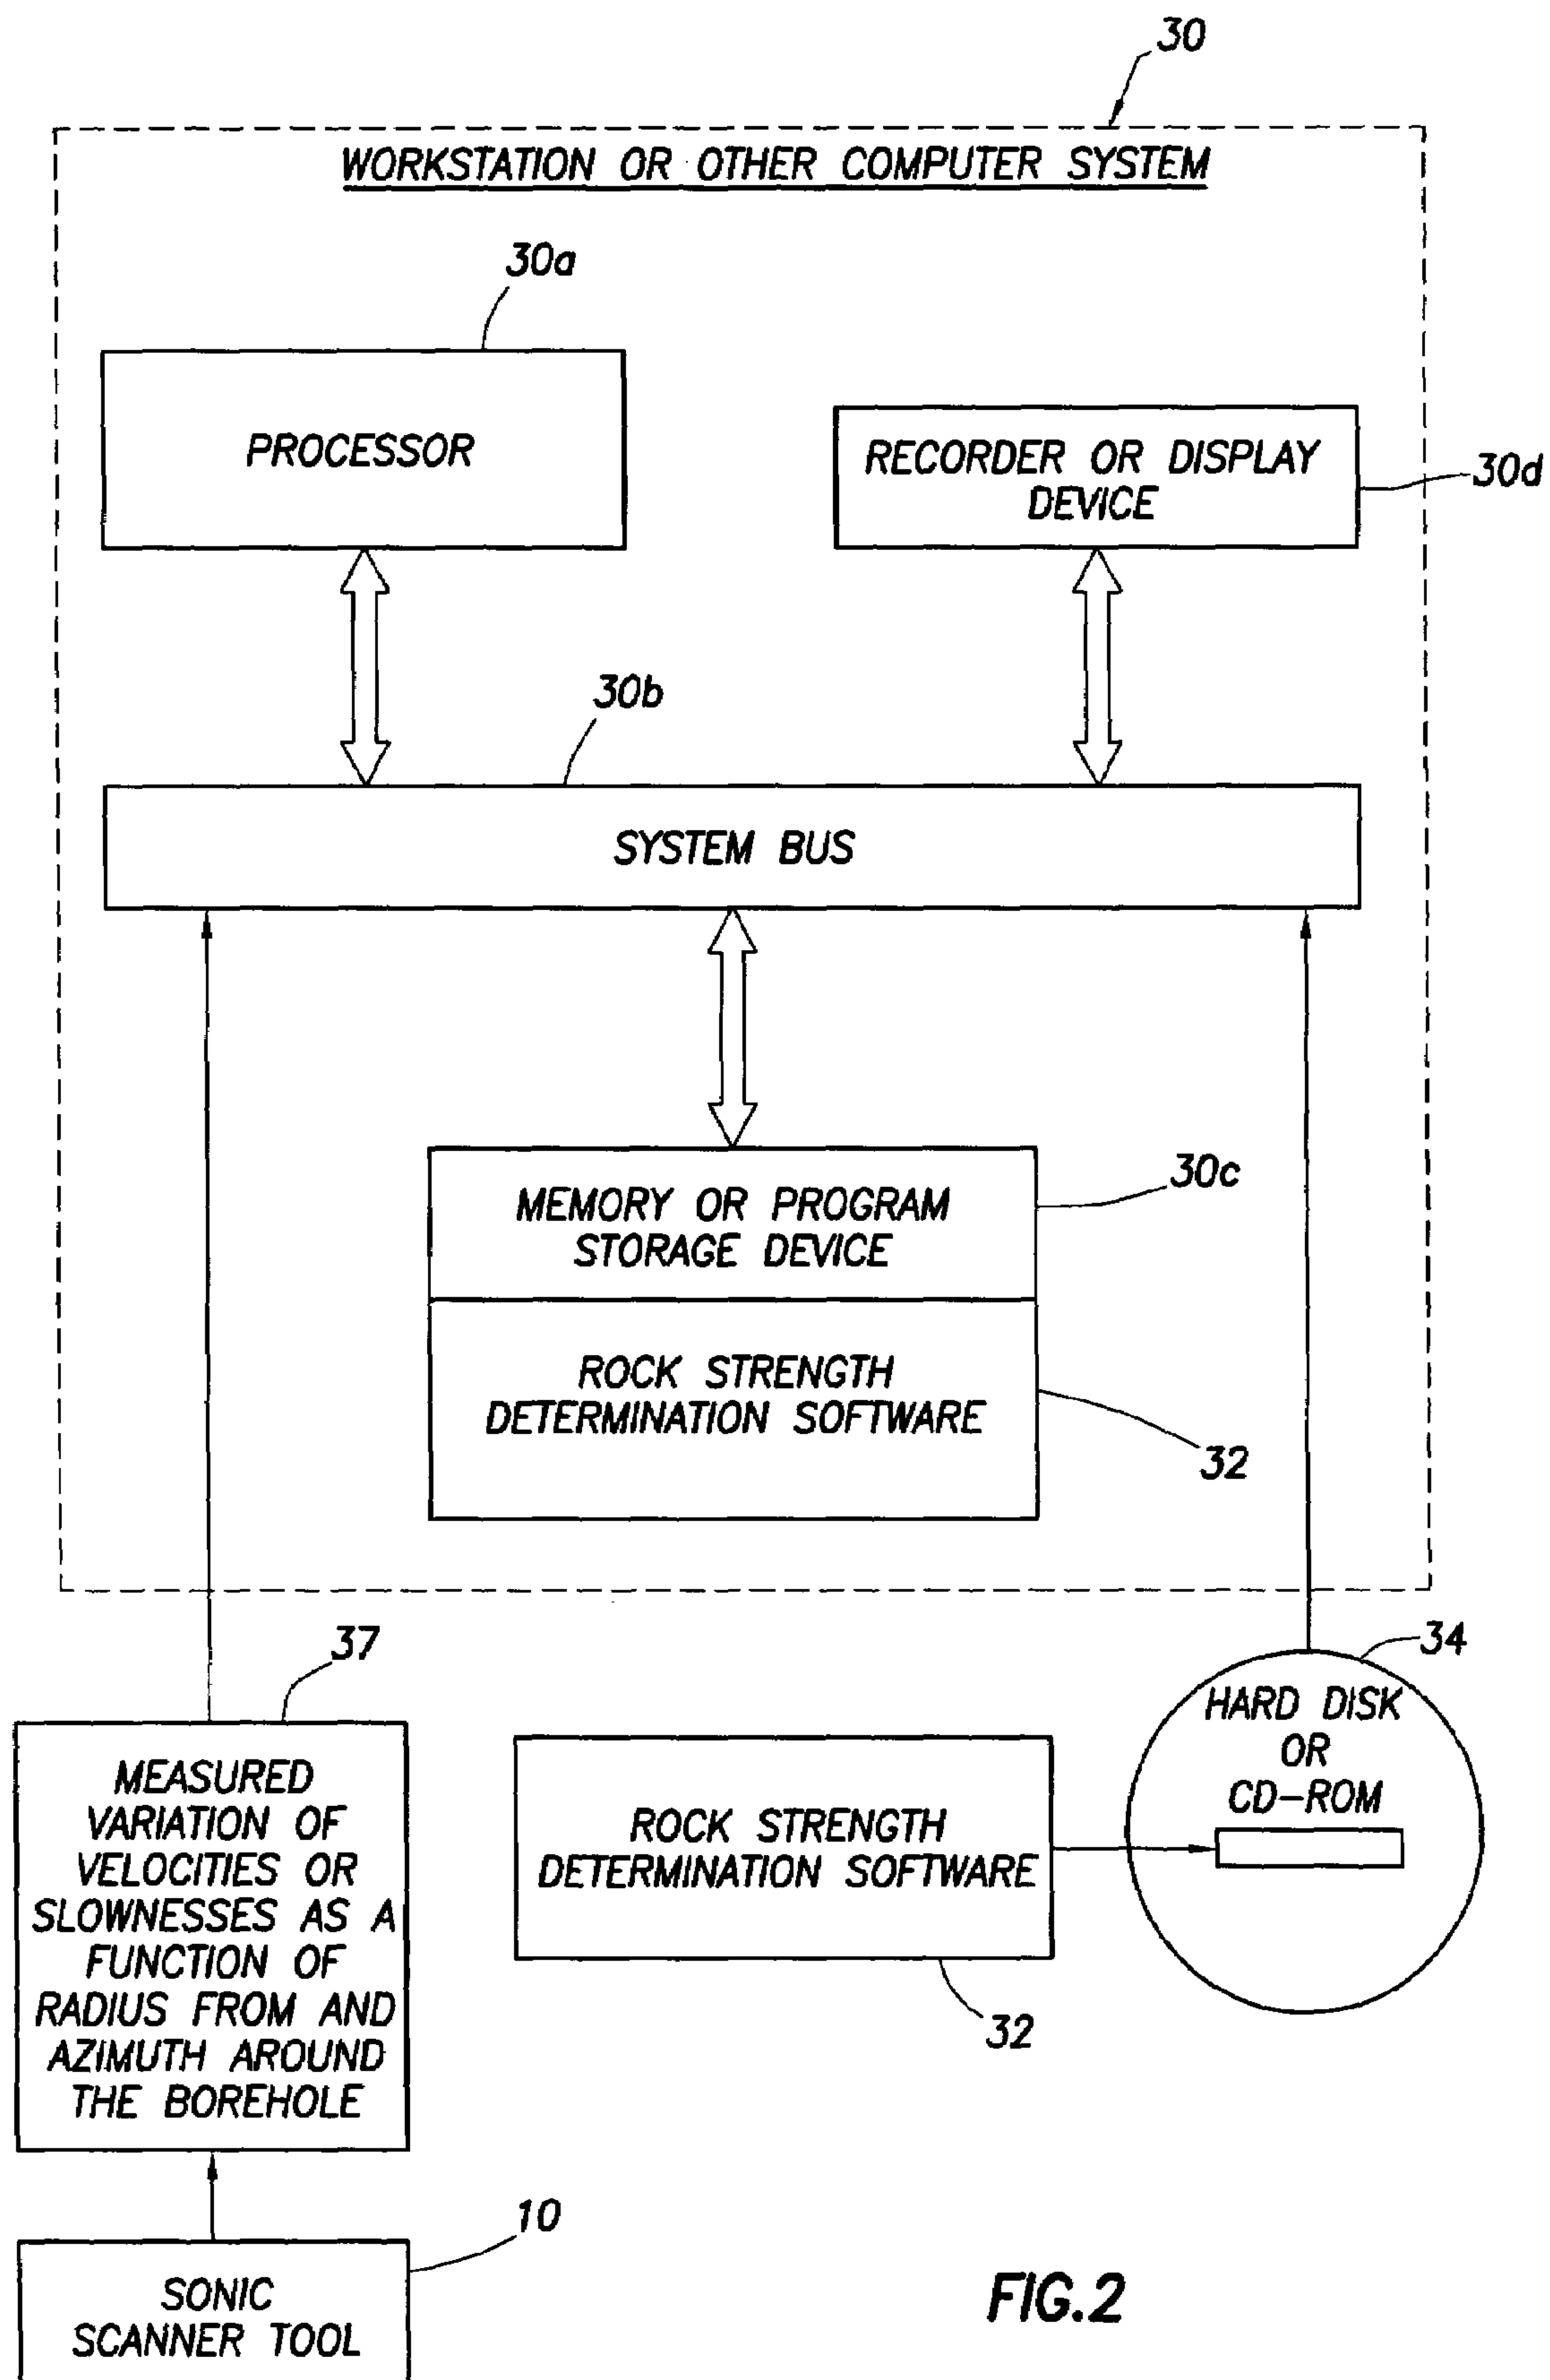 30
WORKSTATION OR OTHER COMPUTER SYSTEM
30a
PROCESSOR
RECORDER OR DISPLAY
DEVICE
30d
30b
SYSTEM BUS
MEMORY OR PROGRAM
STORAGE DEVICE
30c
ROCK STRENGTH
DETERMINATION SOFTWARE
32
37
MEASURED
VARIATION OF
VELOCITIES OR
SLOWNESSES AS A
FUNCTION OF
RADIUS FROM AND
AZIMUTH AROUND
THE BOREHOLE
ROCK STRENGTH
DETERMINATION SOFTWARE
32
34
HARD DISK
OR
CD-ROM
10
SONIC
SCANNER TOOL
FIG.2